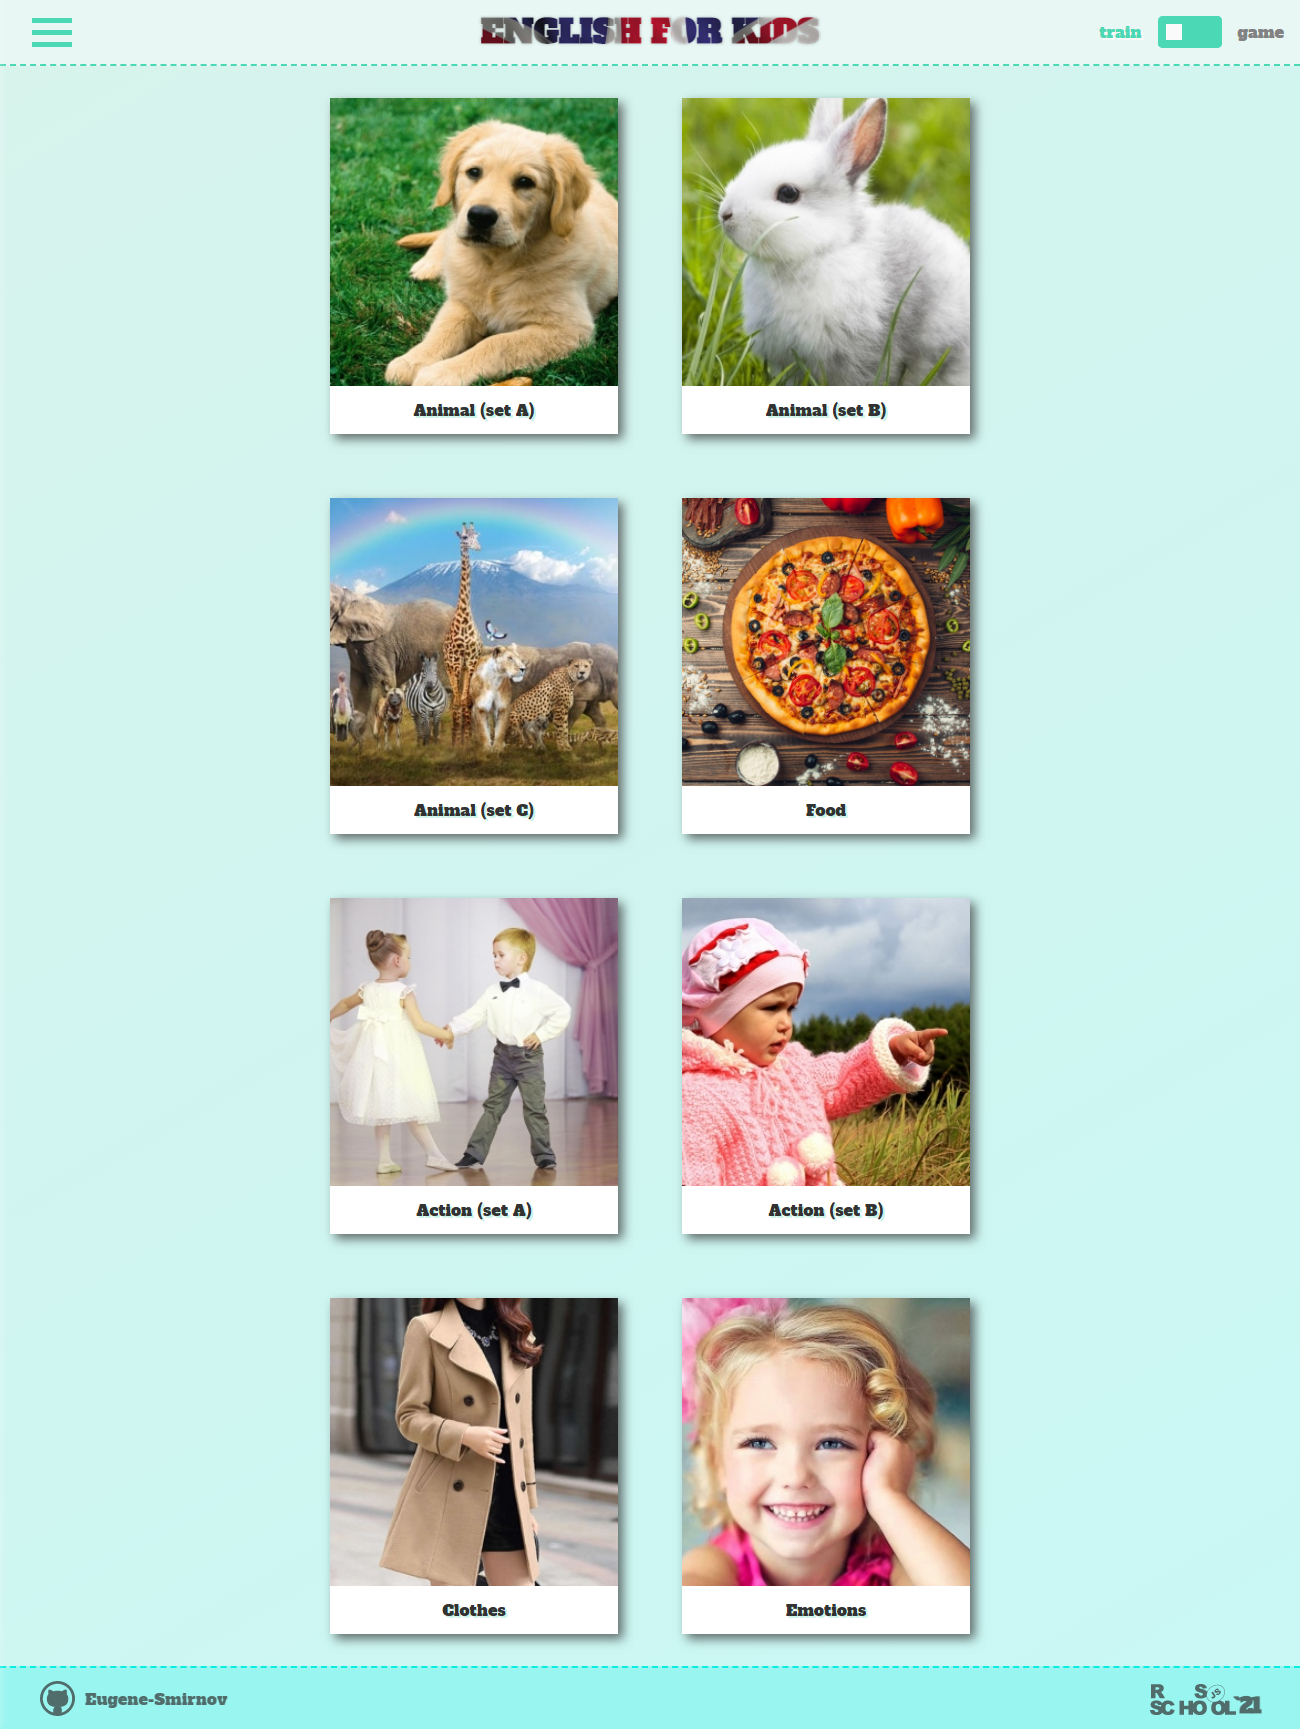 ENGLISH FOR KIDS
train
game
Animal (set A)
Animal (set B)
Animal (set C)
Food
Action (set A)
Action (set B)
Clothes
Emotions
Eugene-Smirnov
R S JS
SCHOOL '21